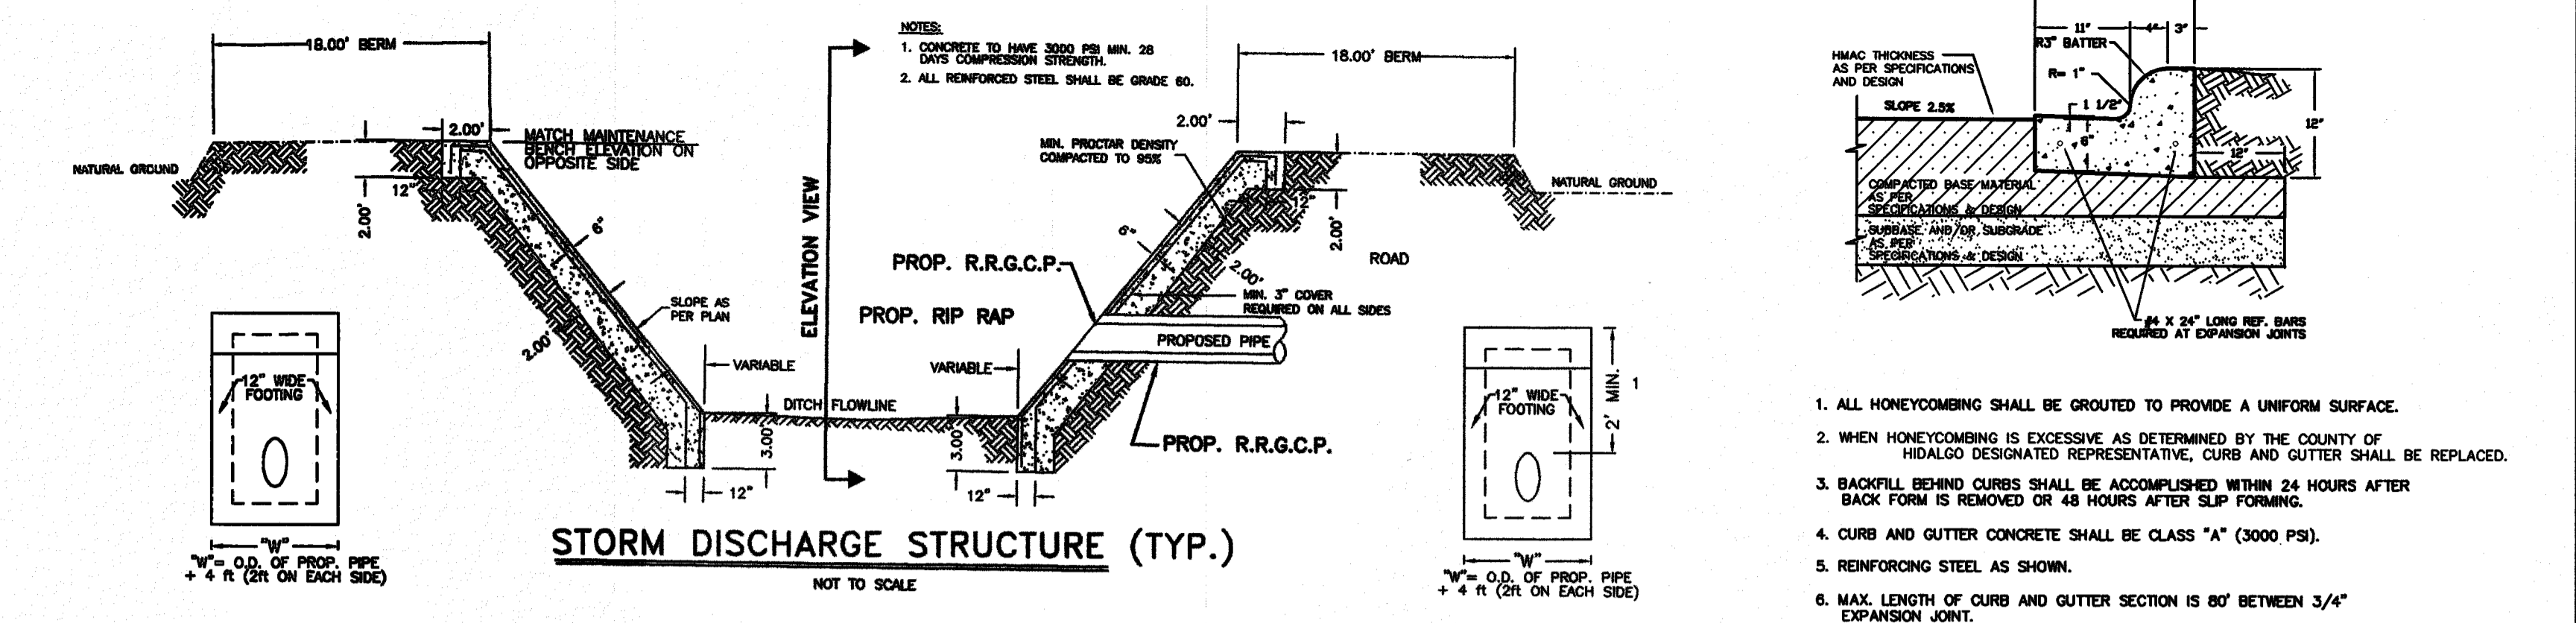 NOTES:
1. CONCRETE TO HAVE 3000 PSI MIN. 28
DAYS COMPRESSION STRENGTH.
2. ALL REINFORCED STEEL SHALL BE GRADE 60.
18.00' BERM
2.00'
MATCH MAINTENANCE
BENCH ELEVATION ON
OPPOSITE SIDE
NATURAL GROUND
12"
2.00'
6"
SLOPE AS
PER PLAN
2.00'
VARIABLE
DITCH FLOWLINE
3.00'
12"
12" WIDE
FOOTING
"W"
"W"= O.D. OF PROP. PIPE
+ 4 ft (2ft ON EACH SIDE)
ELEVATION VIEW
18.00' BERM
2.00'
MIN. PROCTAR DENSITY
COMPACTED TO 95%
NATURAL GROUND
12"
2.00'
6"
ROAD
PROP. R.R.G.C.P.
2.00'
MIN. 3" COVER
REQUIRED ON ALL SIDES
PROP. RIP RAP
PROPOSED PIPE
VARIABLE
3.00'
12"
PROP. R.R.G.C.P.
12" WIDE
FOOTING
2' MIN.
1
"W"
"W"= O.D. OF PROP. PIPE
+ 4 ft (2ft ON EACH SIDE)
STORM DISCHARGE STRUCTURE (TYP.)
NOT TO SCALE
11"
4"
3"
R3" BATTER
HMAC THICKNESS
AS PER SPECIFICATIONS
AND DESIGN
R= 1"
SLOPE 2.5%
1 1/2"
6"
12"
12"
COMPACTED BASE MATERIAL
AS PER
SPECIFICATIONS & DESIGN
SUBBASE AND/OR SUBGRADE
AS PER
SPECIFICATIONS & DESIGN
#4 X 24" LONG REF. BARS
REQUIRED AT EXPANSION JOINTS
1. ALL HONEYCOMBING SHALL BE GROUTED TO PROVIDE A UNIFORM SURFACE.
2. WHEN HONEYCOMBING IS EXCESSIVE AS DETERMINED BY THE COUNTY OF
HIDALGO DESIGNATED REPRESENTATIVE, CURB AND GUTTER SHALL BE REPLACED.
3. BACKFILL BEHIND CURBS SHALL BE ACCOMPLISHED WITHIN 24 HOURS AFTER
BACK FORM IS REMOVED OR 48 HOURS AFTER SLIP FORMING.
4. CURB AND GUTTER CONCRETE SHALL BE CLASS "A" (3000 PSI).
5. REINFORCING STEEL AS SHOWN.
6. MAX. LENGTH OF CURB AND GUTTER SECTION IS 80' BETWEEN 3/4"
EXPANSION JOINT.